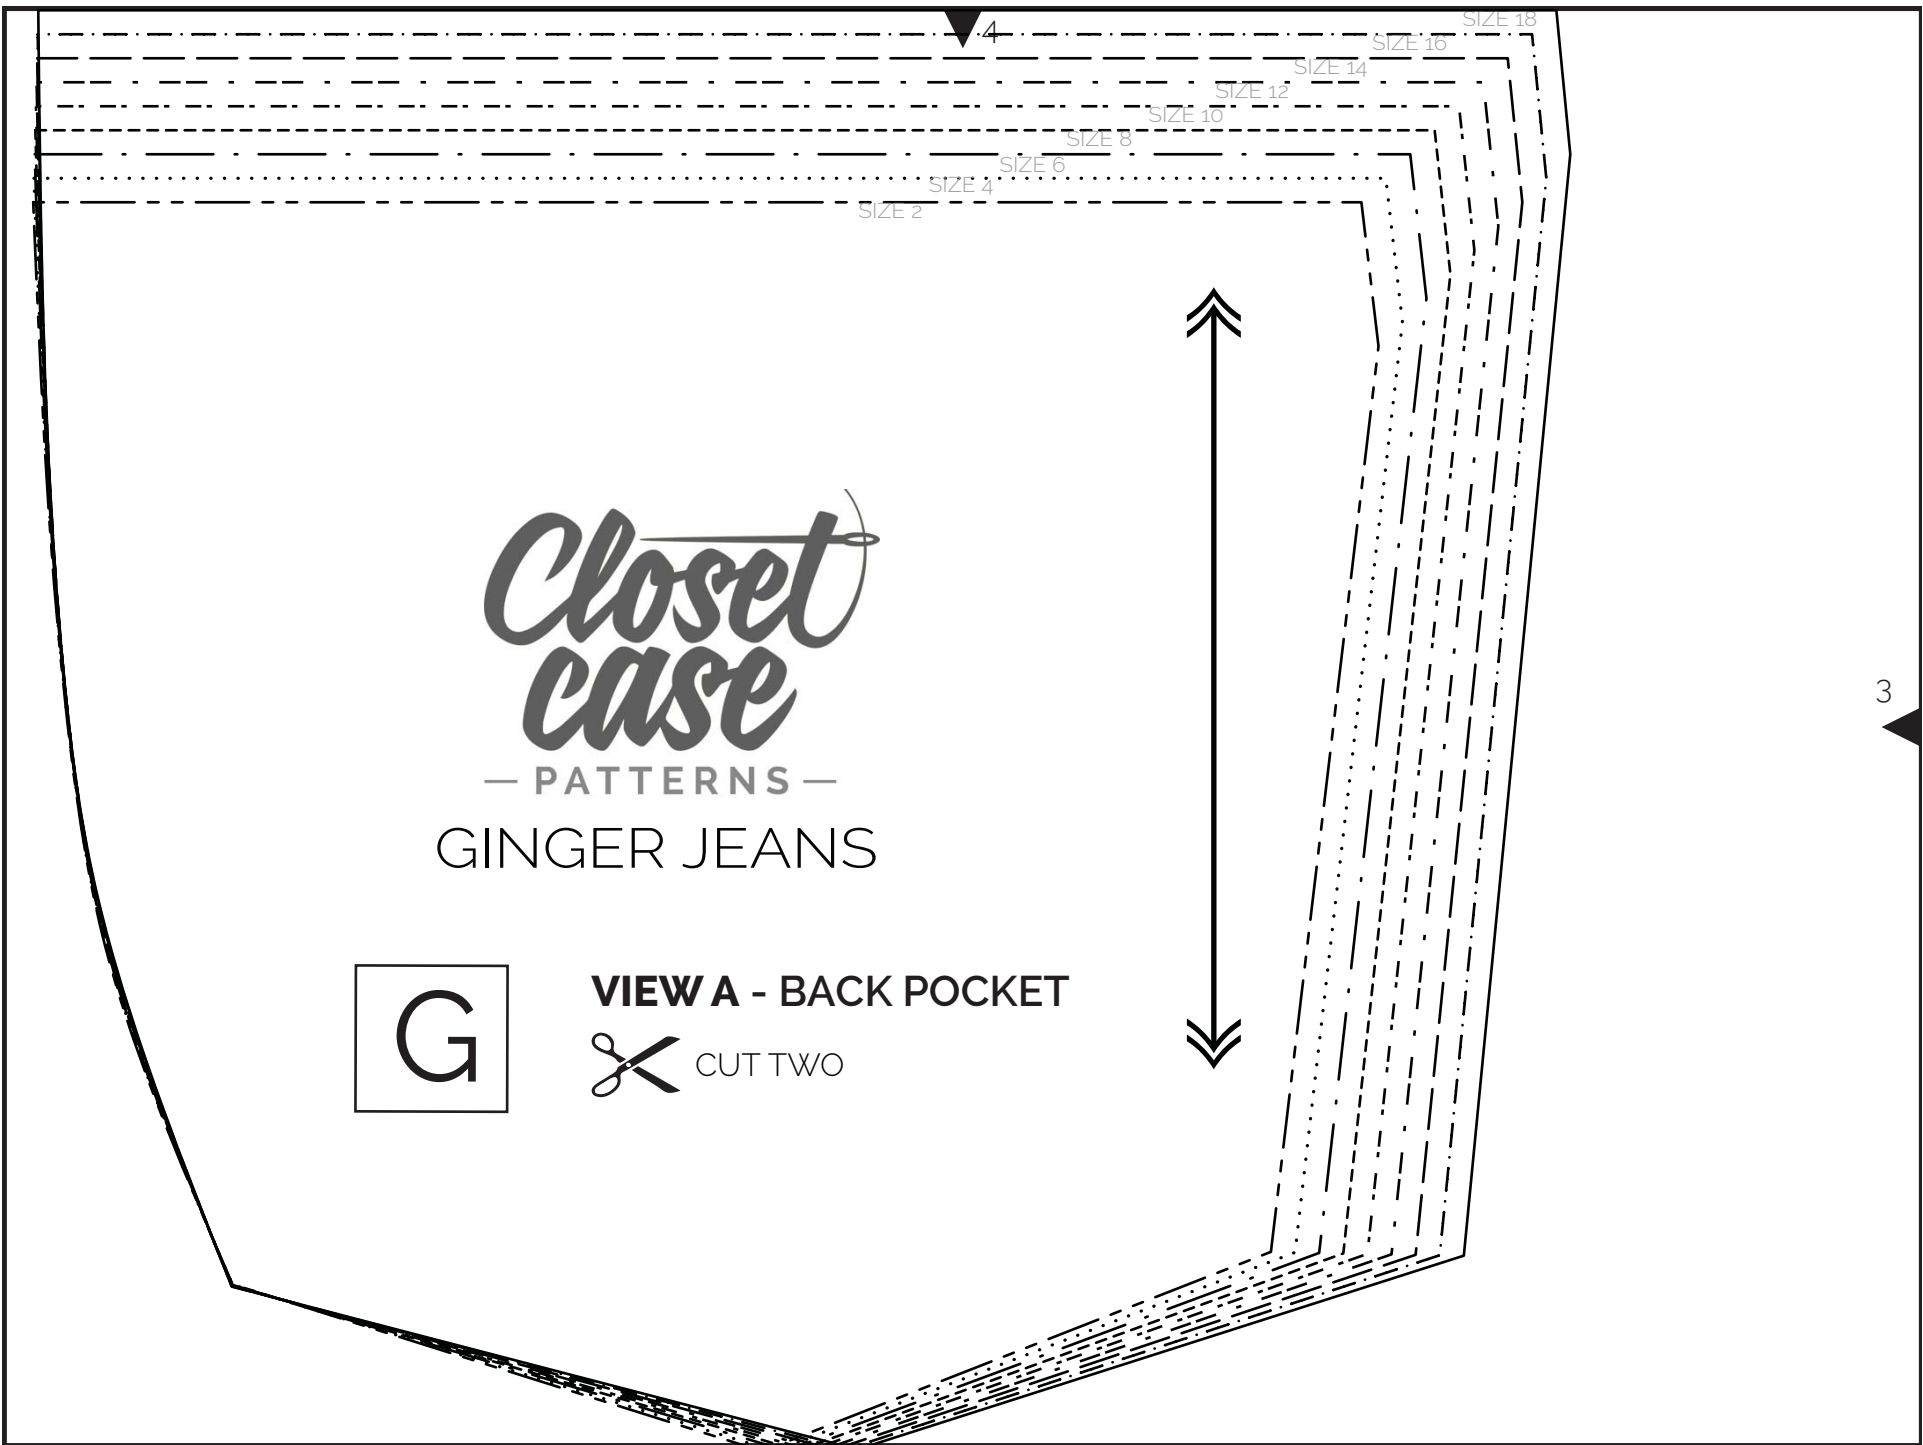 SIZE 18
4
SIZE 16
SIZE 14
SIZE 12
SIZE 10
SIZE 8
SIZE 6
SIZE 4
SIZE 2
Closet
case
— PATTERNS —
GINGER JEANS
3
G
VIEW A - BACK POCKET
CUT TWO